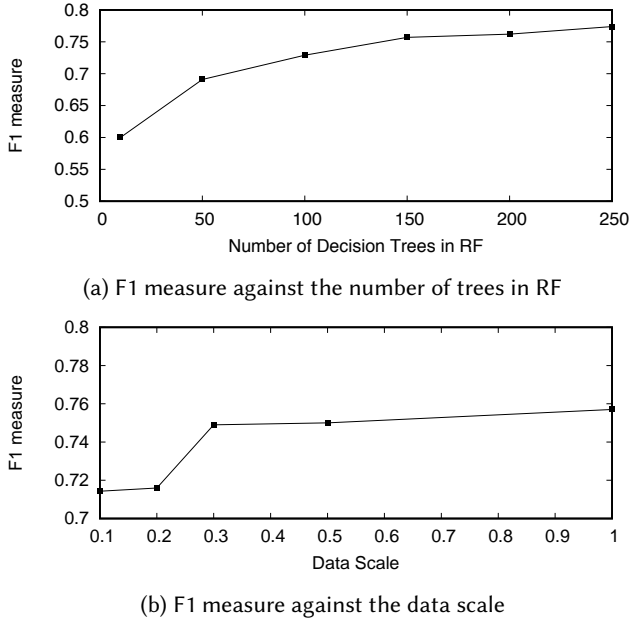 0.8
0.75
0.7
0.65
0.6
0.55
0.5
F1 measure
0 50 100 150 200 250
Number of Decision Trees in RF
(a) F1 measure against the number of trees in RF
0.8
0.78
0.76
0.74
0.72
0.7
F1 measure
0.1 0.2 0.3 0.4 0.5 0.6 0.7 0.8 0.9 1
Data Scale
(b) F1 measure against the data scale